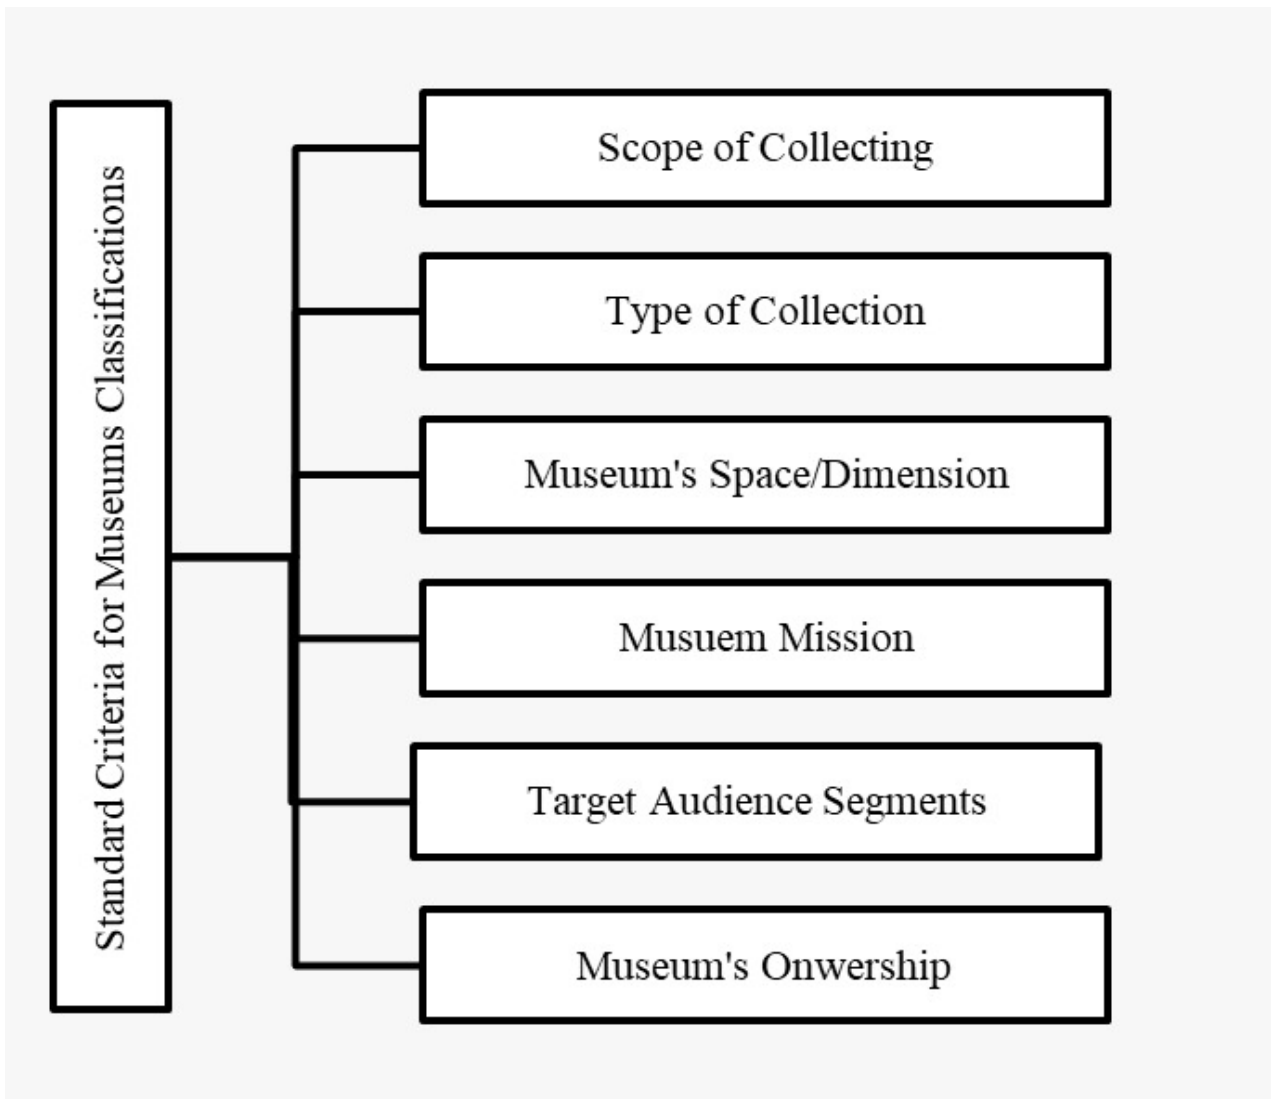 Standard Criteria for Museums Classifications
Scope of Collecting
Type of Collection
Museum's Space/Dimension
Musuem Mission
Target Audience Segments
Museum's Onwership